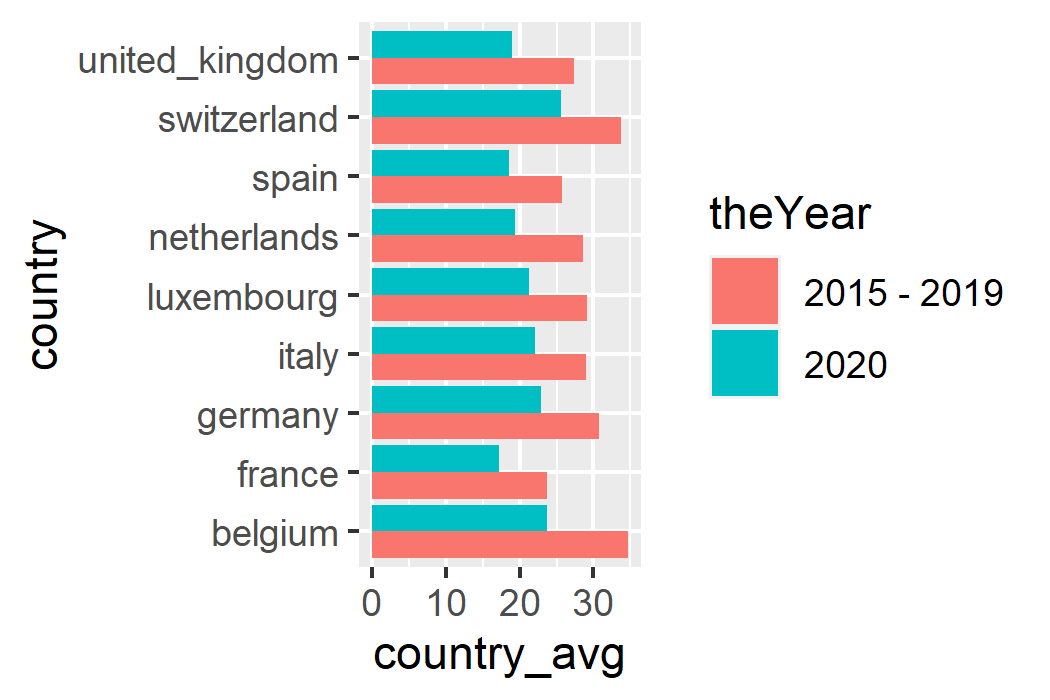 country
united_kingdom
switzerland
spain
netherlands
luxembourg
italy
germany
france
belgium
0 10 20 30
country_avg
theYear
2015 - 2019
2020